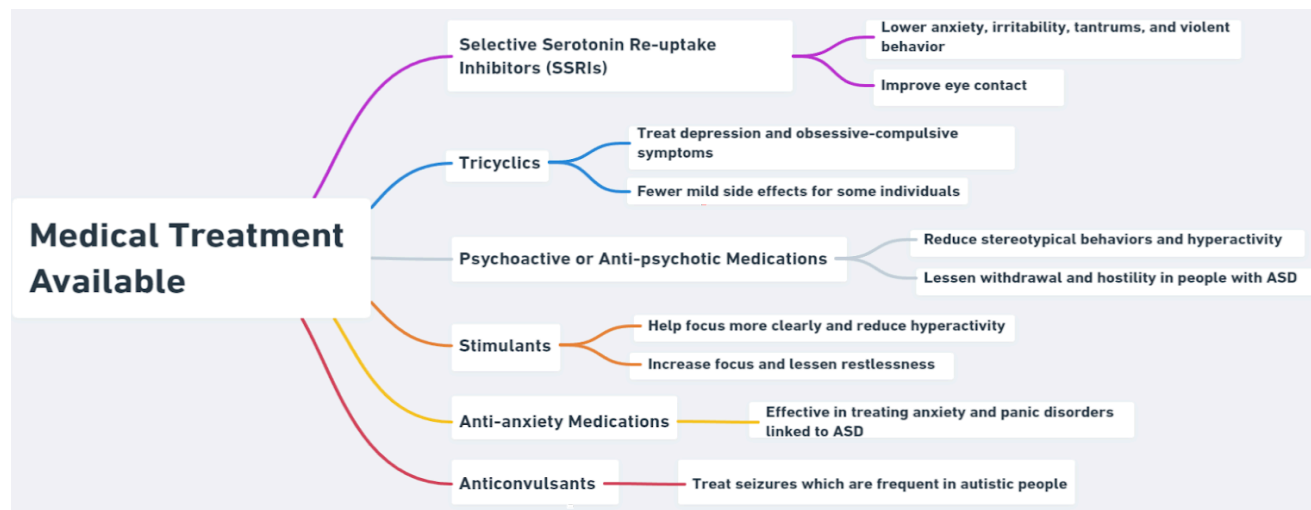 Medical Treatment
Available
Selective Serotonin Re-uptake
Inhibitors (SSRIs)
Lower anxiety, irritability, tantrums, and violent
behavior
Improve eye contact
Tricyclics
Treat depression and obsessive-compulsive
symptoms
Fewer mild side effects for some individuals
Psychoactive or Anti-psychotic Medications
Reduce stereotypical behaviors and hyperactivity
Lessen withdrawal and hostility in people with ASD
Stimulants
Help focus more clearly and reduce hyperactivity
Increase focus and lessen restlessness
Anti-anxiety Medications
Effective in treating anxiety and panic disorders
linked to ASD
Anticonvulsants
Treat seizures which are frequent in autistic people